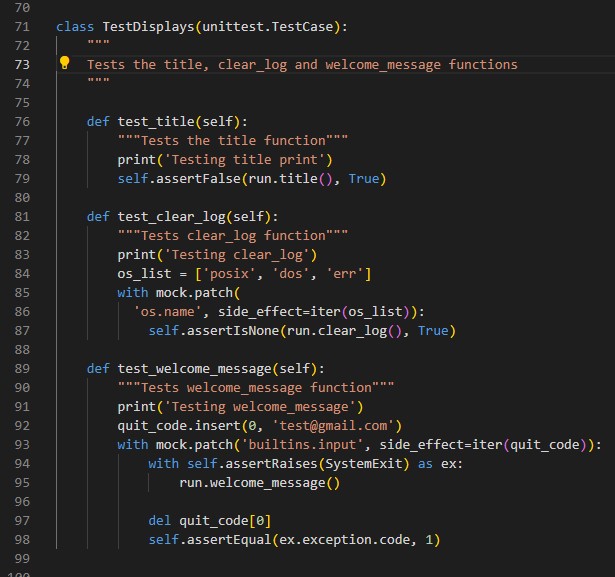 70
71 class TestDisplays(unittest.TestCase):
72 """
73 Tests the title, clear_log and welcome_message functions
74 """
75
76 def test_title(self):
77 """Tests the title function"""
78 print('Testing title print')
79 self.assertFalse(run.title(), True)
80
81 def test_clear_log(self):
82 """Tests clear_log function"""
83 print('Testing clear_log')
84 os_list = ['posix', 'dos', 'err']
85 with mock.patch(
86 'os.name', side_effect=iter(os_list)):
87 self.assertIsNone(run.clear_log(), True)
88
89 def test_welcome_message(self):
90 """Tests welcome_message function"""
91 print('Testing welcome_message')
92 quit_code.insert(0, 'test@gmail.com')
93 with mock.patch('builtins.input', side_effect=iter(quit_code)):
94 with self.assertRaises(SystemExit) as ex:
95 run.welcome_message()
96
97 del quit_code[0]
98 self.assertEqual(ex.exception.code, 1)
99